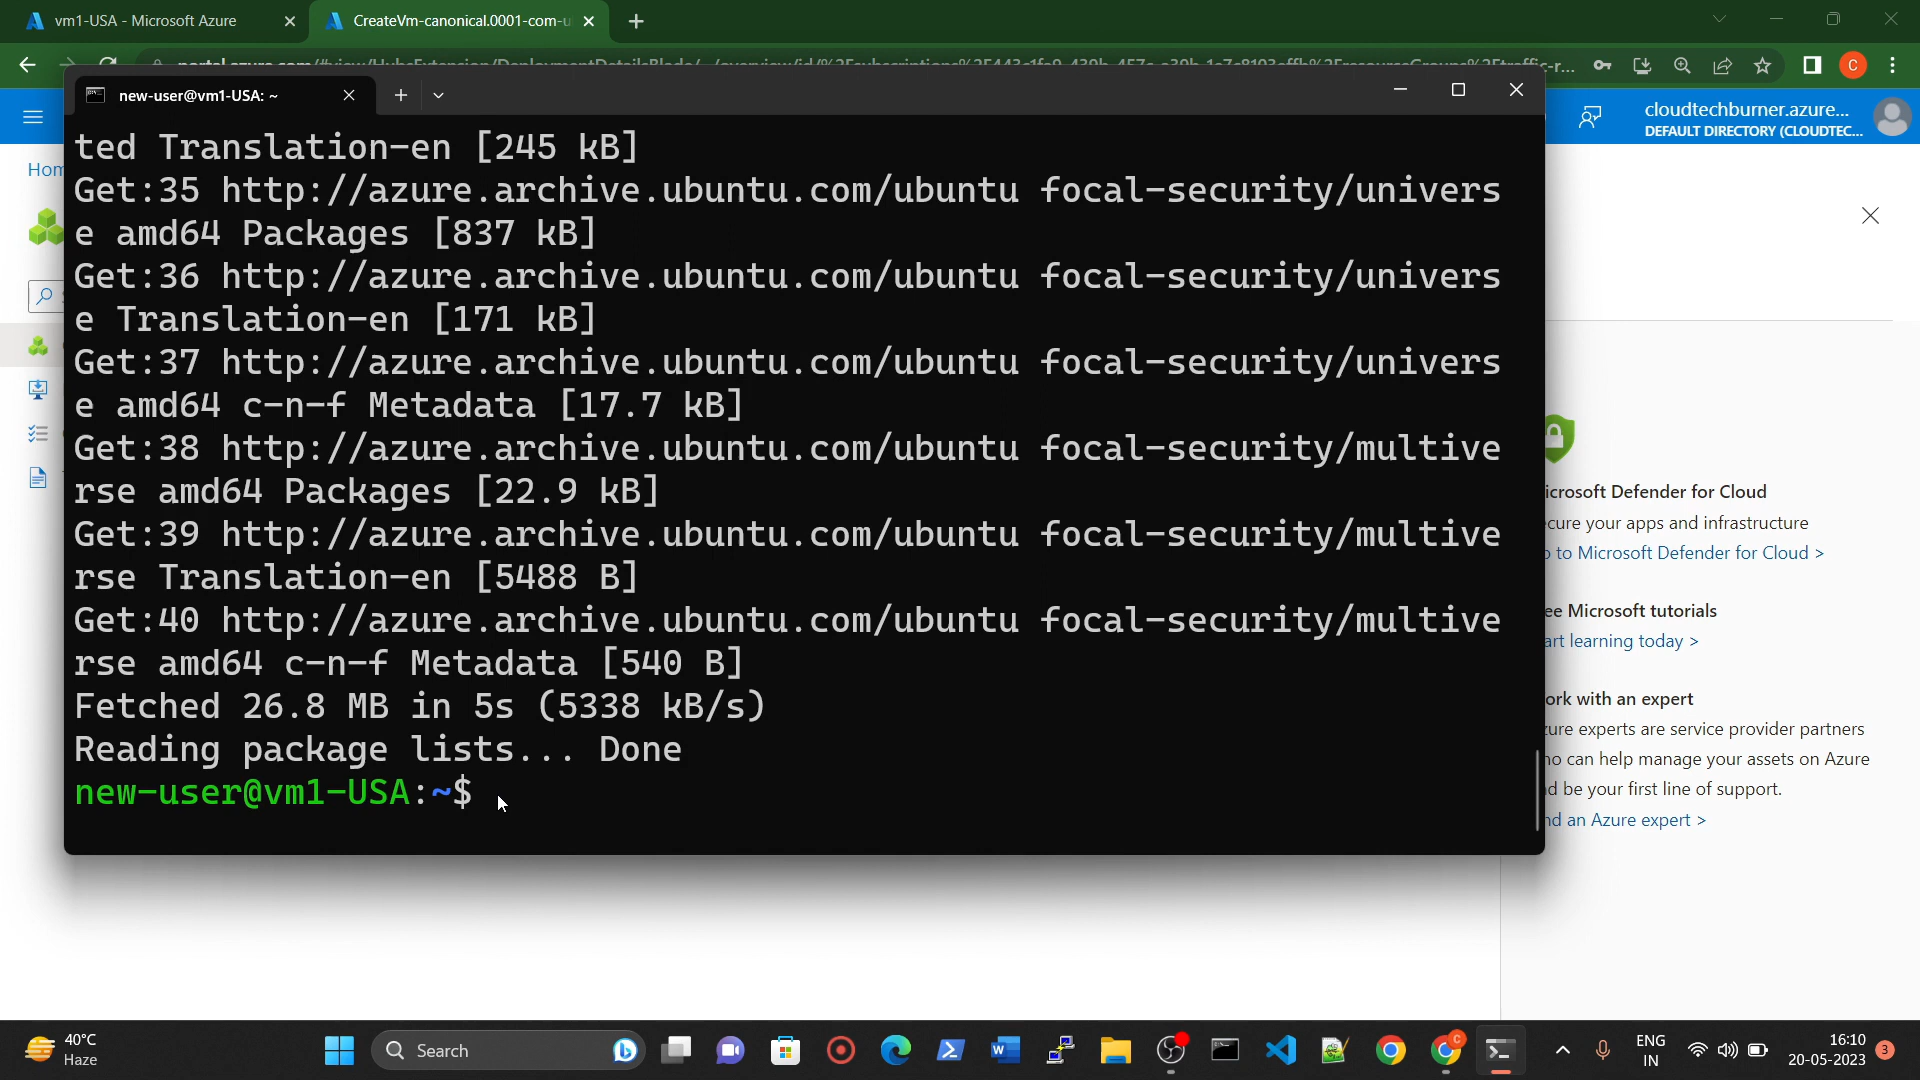 vm1-USA - Microsoft Azure
CreateVm-canonical.0001-com-u
new-user@vm1-USA: ~
cloudtechburner.azure...
DEFAULT DIRECTORY (CLOUDTEC...
Hom
ted Translation-en [245 kB]
Get:35 http://azure.archive.ubuntu.com/ubuntu focal-security/univers
e amd64 Packages [837 kB]
Get:36 http://azure.archive.ubuntu.com/ubuntu focal-security/univers
e Translation-en [171 kB]
Get:37 http://azure.archive.ubuntu.com/ubuntu focal-security/univers
e amd64 c-n-f Metadata [17.7 kB]
Get:38 http://azure.archive.ubuntu.com/ubuntu focal-security/multive
rse amd64 Packages [22.9 kB]
Get:39 http://azure.archive.ubuntu.com/ubuntu focal-security/multive
rse Translation-en [5488 B]
Get:40 http://azure.archive.ubuntu.com/ubuntu focal-security/multive
rse amd64 c-n-f Metadata [540 B]
Fetched 26.8 MB in 5s (5338 kB/s)
Reading package lists... Done
new-user@vm1-USA:~$
icrosoft Defender for Cloud
cure your apps and infrastructure
o to Microsoft Defender for Cloud >
ee Microsoft tutorials
art learning today >
ork with an expert
zure experts are service provider partners
ho can help manage your assets on Azure
d be your first line of support.
nd an Azure expert >
40°C
Haze
Search
ENG
IN
16:10
20-05-2023
3